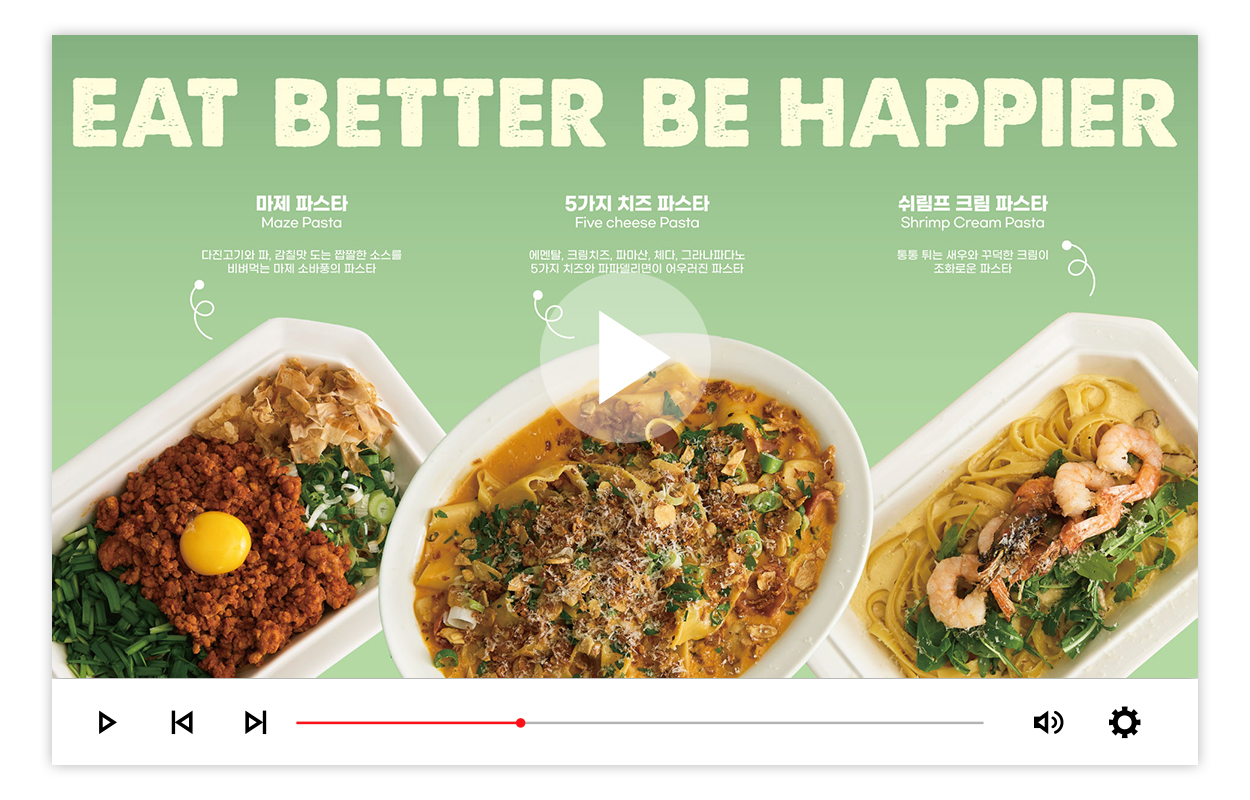 EAT BETTER BE HAPPIER
마제 파스타
Maze Pasta
다진고기와 파, 감칠맛 도는 짭짤한 소스를
비벼먹는 마제 소바풍의 파스타
5가지 치즈 파스타
Five cheese Pasta
에멘탈, 크림치즈, 파마산, 체다, 그라나파다노
5가지 치즈와 파파델리면이 어우러진 파스타
쉬림프 크림 파스타
Shrimp Cream Pasta
통통 튀는 새우와 꾸덕한 크림이
조화로운 파스타